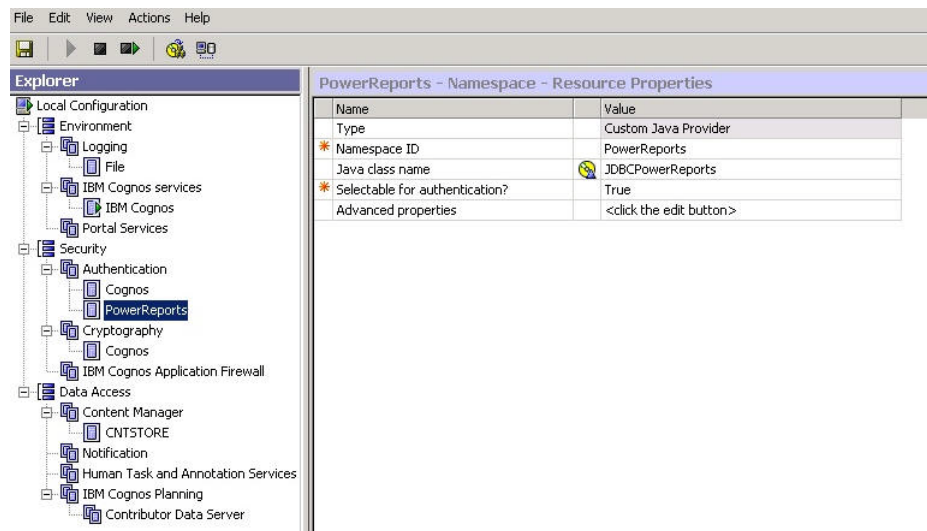 File Edit View Actions Help
Explorer
Local Configuration
Environment
Logging
File
IBM Cognos services
IBM Cognos
Portal Services
Security
Authentication
Cognos
PowerReports
Cryptography
Cognos
IBM Cognos Application Firewall
Data Access
Content Manager
CNTSTORE
Notification
Human Task and Annotation Services
IBM Cognos Planning
Contributor Data Server
PowerReports - Namespace - Resource Properties
Name Value
Type Custom Java Provider
* Namespace ID PowerReports
Java class name JDBCPowerReports
* Selectable for authentication? True
Advanced properties <click the edit button>